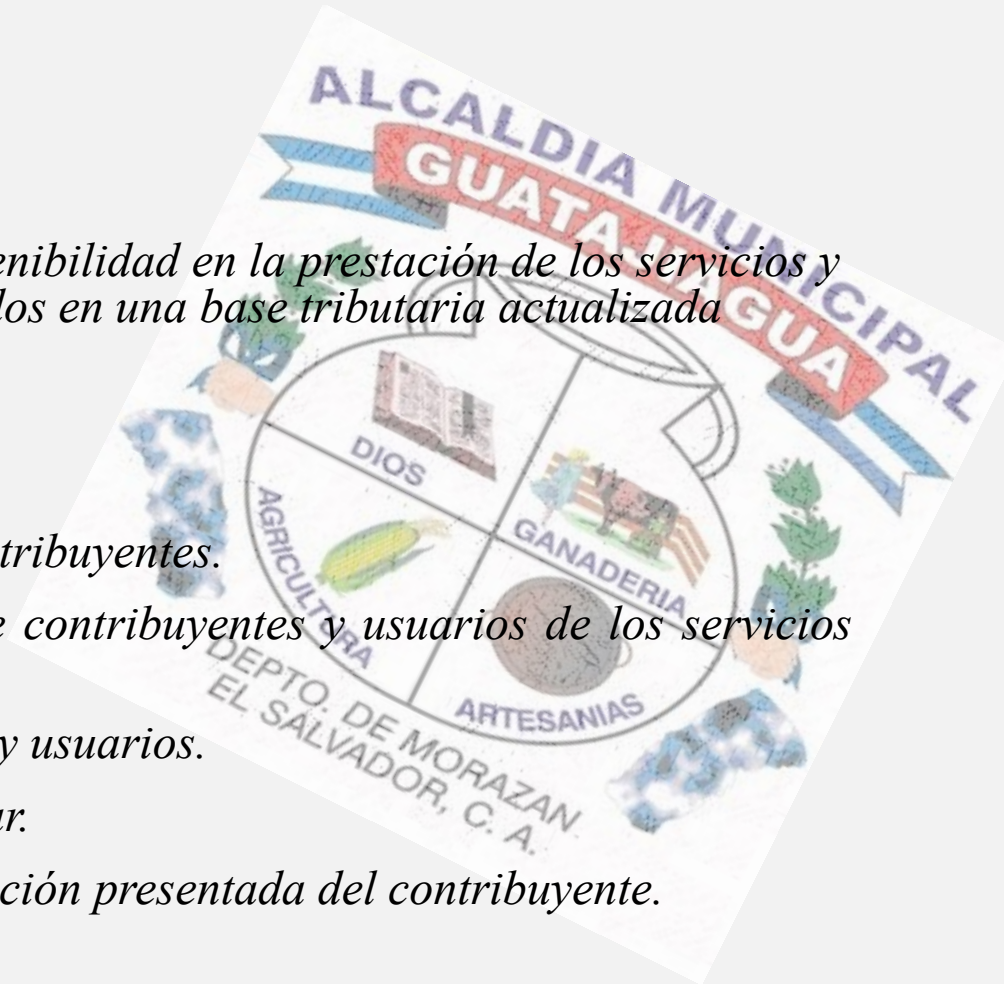 ALCALDIA MUNICIPAL
GUATAJIAGUA
enibilidad en la prestación de los servicios y
los en una base tributaria actualizada
DIOS
GANADERIA
AGRICULTURA
ARTESANIAS
tribuyentes.
e contribuyentes y usuarios de los servicios
DEPTO. DE MORAZAN
EL SALVADOR, C. A.
y usuarios.
ar.
ción presentada del contribuyente.